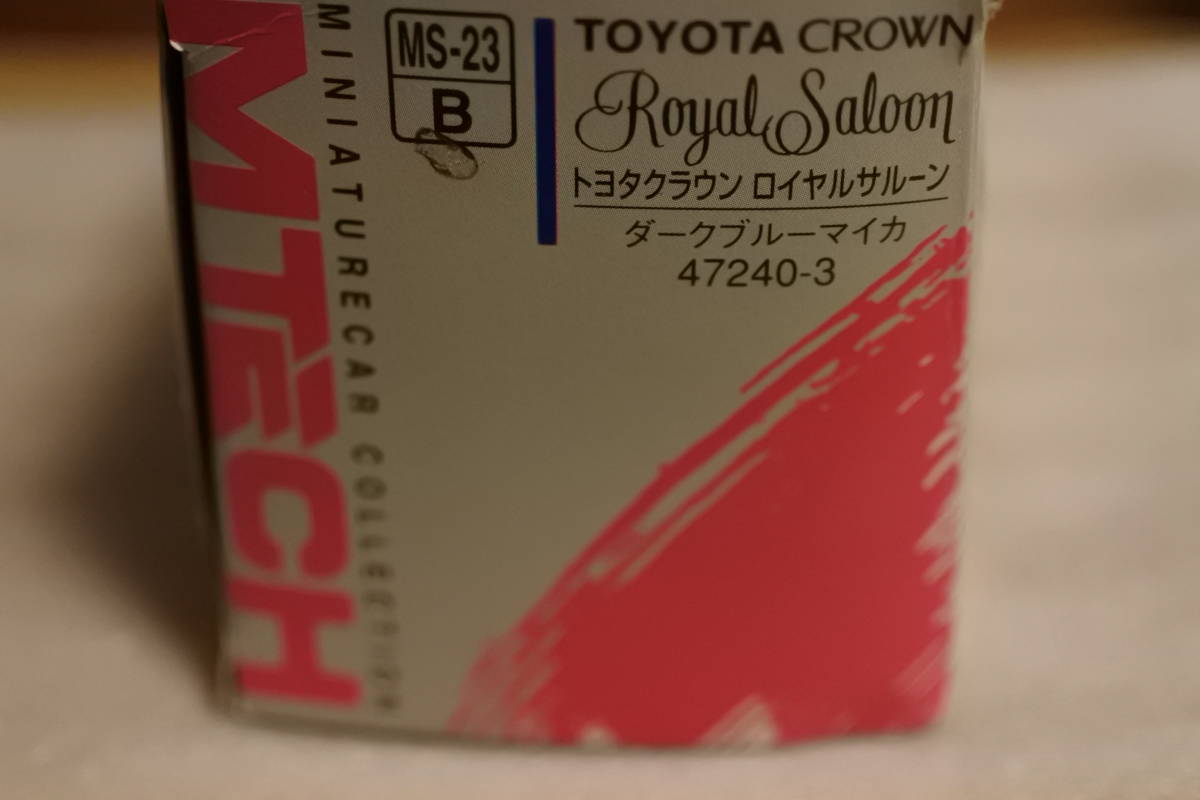 MTECH
MINIATURECAR COLLECTION
MS-23
B
TOYOTA CROWN
Royal Saloon
トヨタクラウン ロイヤルサルーン
ダークブルーマイカ
47240-3